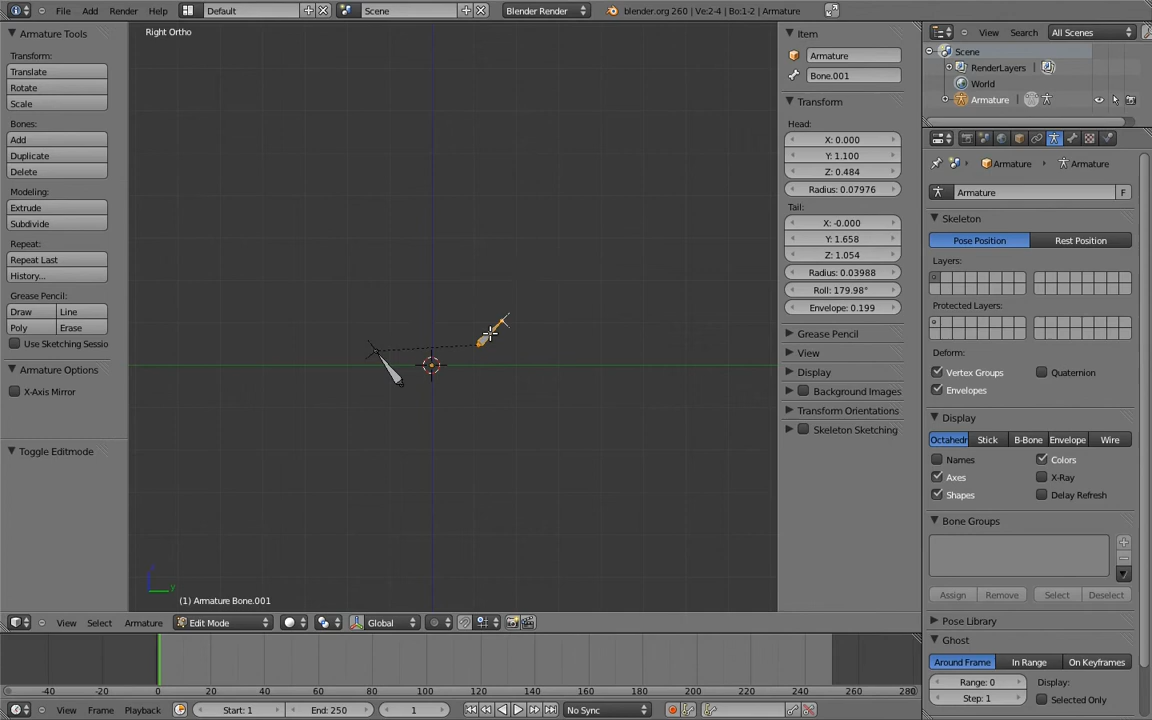 File Add Render Help Default Scene Blender Render blender.org 260 | Ve:2-4 | Bo:1-2 | Armature
Armature Tools
Transform:
Translate
Rotate
Scale
Bones:
Add
Duplicate
Delete
Modeling:
Extrude
Subdivide
Repeat:
Repeat Last
History...
Grease Pencil:
Draw Line
Poly Erase
Use Sketching Sessio
Armature Options
X-Axis Mirror
Toggle Editmode
Right Ortho
y
(1) Armature Bone.001
Item
Armature
Bone.001
Transform
Head:
X: 0.000
Y: 1.100
Z: 0.484
Radius: 0.07976
Tail:
X: -0.000
Y: 1.658
Z: 1.054
Radius: 0.03988
Roll: 179.98°
Envelope: 0.199
Grease Pencil
View
Display
Background Images
Transform Orientations
Skeleton Sketching
View Search All Scenes
Scene
RenderLayers
World
Armature
Armature Armature
Armature F
Skeleton
Pose Position Rest Position
Layers:
Protected Layers:
Deform:
Vertex Groups Quaternion
Envelopes
Display
Octahedr Stick B-Bone Envelope Wire
Names Colors
Axes X-Ray
Shapes Delay Refresh
Bone Groups
Assign Remove Select Deselect
Pose Library
Ghost
Around Frame In Range On Keyframes
Range: 0 Display:
Step: 1 Selected Only
View Select Armature Edit Mode Global
-40 -20 0 20 40 60 80 100 120 140 160 180 200 220 240 260 280
View Frame Playback Start: 1 End: 250 1 No Sync